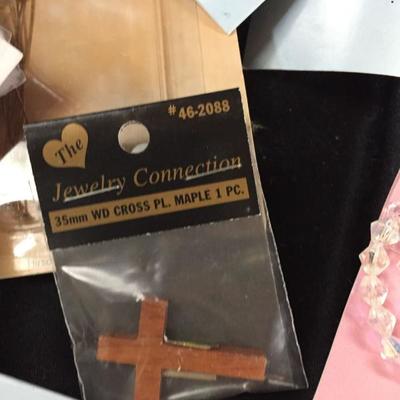 #46-2088
The
Jewelry Connection
35mm WD CROSS PL. MAPLE 1 PC.